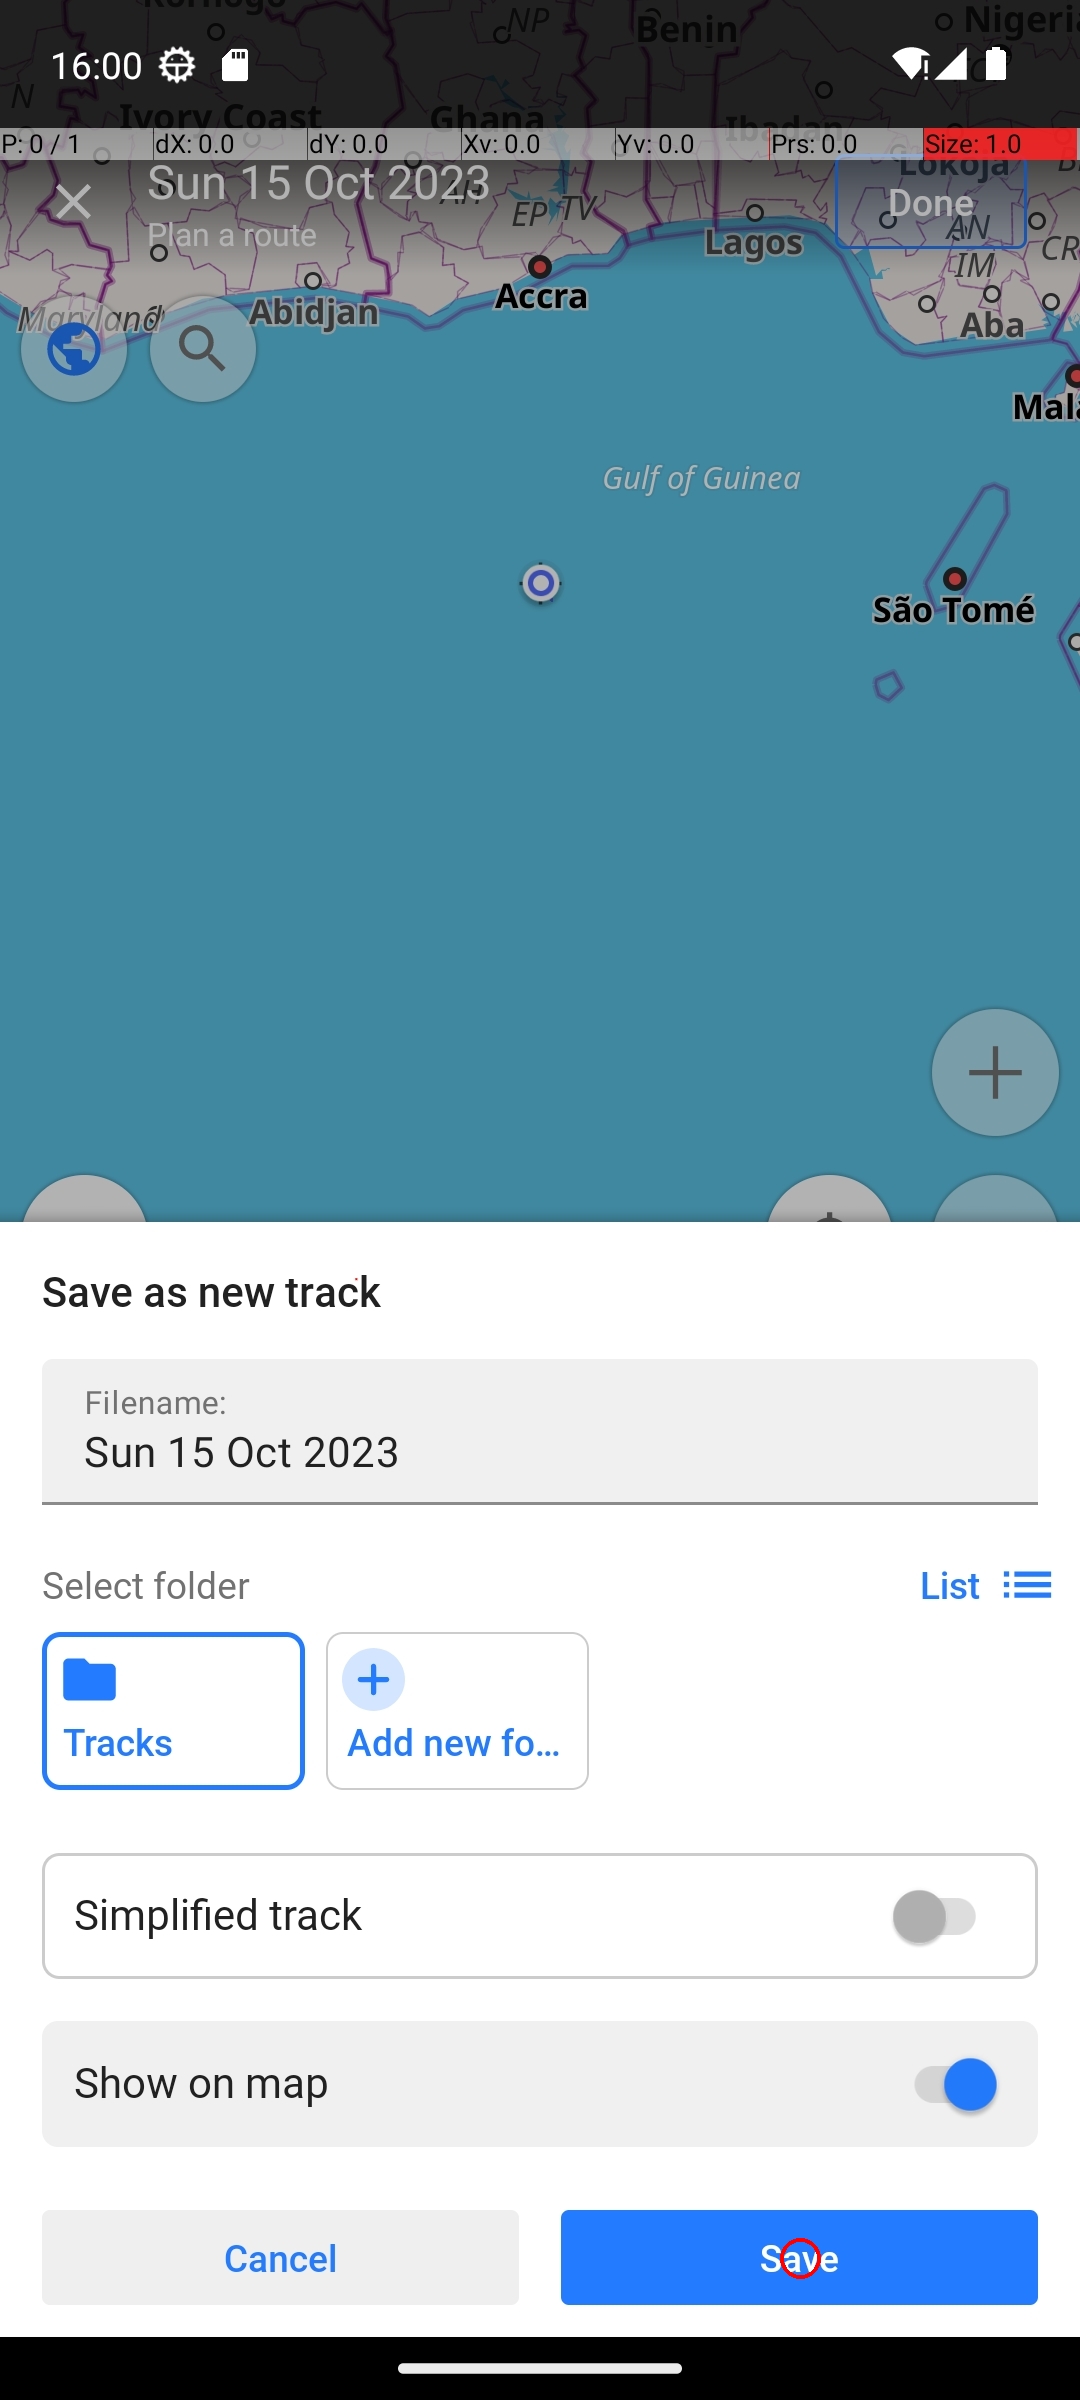 16:00
NP
Benin
Nigeri
N
Ivory Coast
Ghana
Ibadan
P: 0 / 1
dX: 0.0
dY: 0.0
Xv: 0.0
Yv: 0.0
Prs: 0.0
Size: 1.0
Lokoja
Sun 15 Oct 2023
Plan a route
Done
AH
EP
TV
AN
CR
IM
Lagos
Accra
Abidjan
Maryland
Aba
Mala
Gulf of Guinea
São Tomé
Save as new track
Filename:
Sun 15 Oct 2023
Select folder
List
Tracks
Add new fo...
Simplified track
Show on map
Cancel
Save